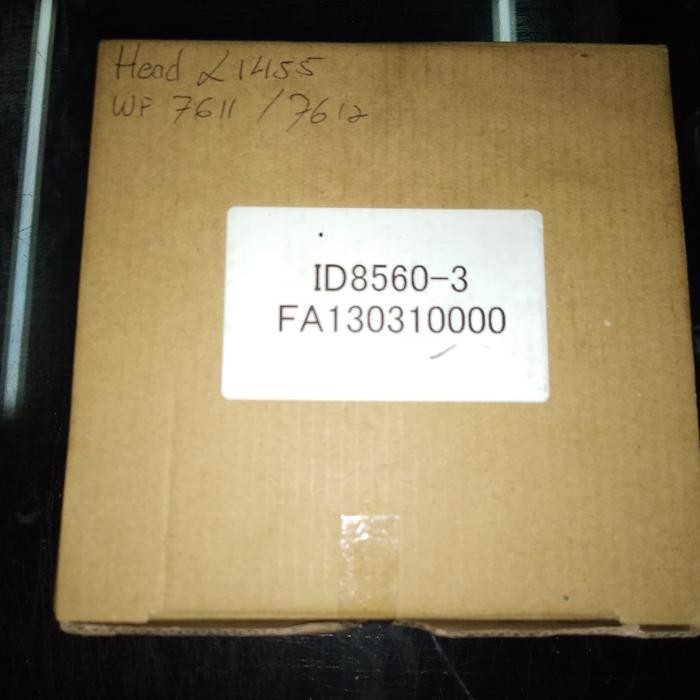 Head L1455
WF 7611 / 7612
ID8560-3
FA130310000